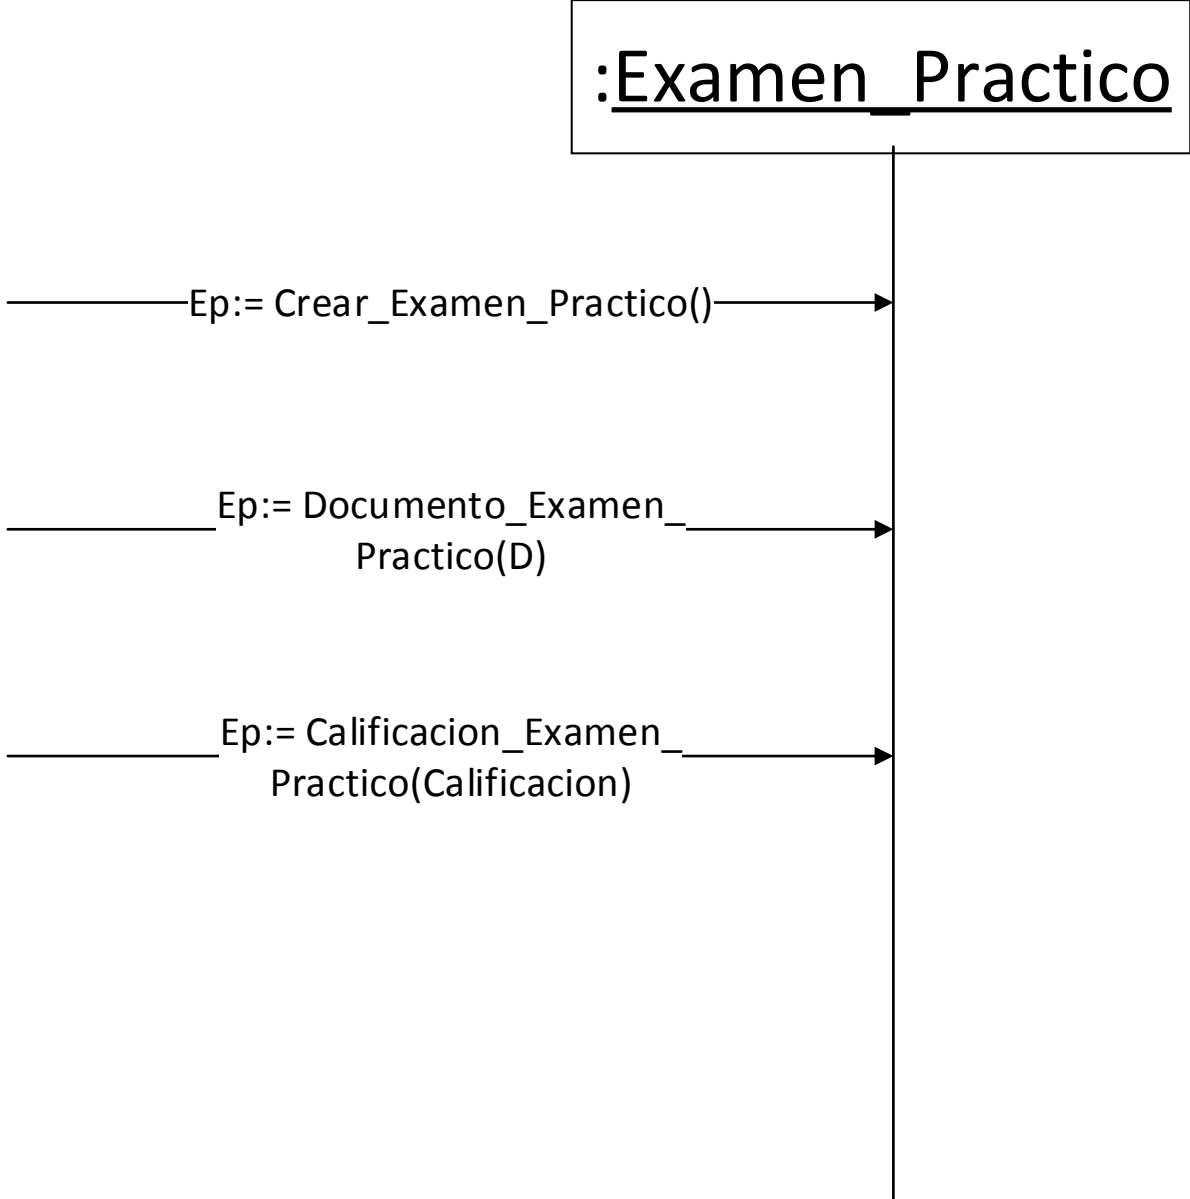 :Examen_Practico
Ep:= Crear_Examen_Practico()
Ep:= Documento_Examen_
Practico(D)
Ep:= Calificacion_Examen_
Practico(Calificacion)